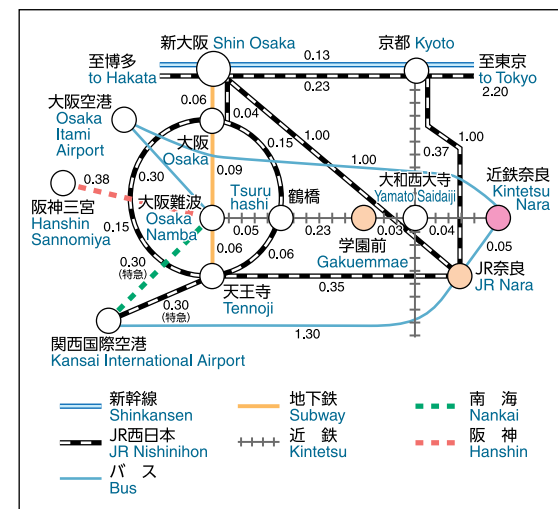 新大阪 Shin Osaka
0.13
京都 Kyoto
至博多
to Hakata
至東京
to Tokyo
0.23
2.20
大阪空港
Osaka
Itami
Airport
0.06
0.04
大阪
Osaka
0.15
1.00
0.37
1.00
0.30
0.09
1.00
近鉄奈良
Kintetsu
Nara
0.38
阪神三宮
Hanshin
Sannomiya
大阪難波
Osaka
Namba
Tsuru
hashi
鶴橋
大和西大寺
Yamato Saidaiji
0.15
0.05
0.23
0.03
0.04
学園前
Gakuemmae
0.05
0.06
0.06
JR奈良
JR Nara
0.30
(特急)
天王寺
Tennoji
0.35
0.30
(特急)
関西国際空港
Kansai International Airport
1.30
新幹線
Shinkansen
地下鉄
Subway
南 海
Nankai
JR西日本
JR Nishinihon
近 鉄
Kintetsu
阪 神
Hanshin
バ ス
Bus